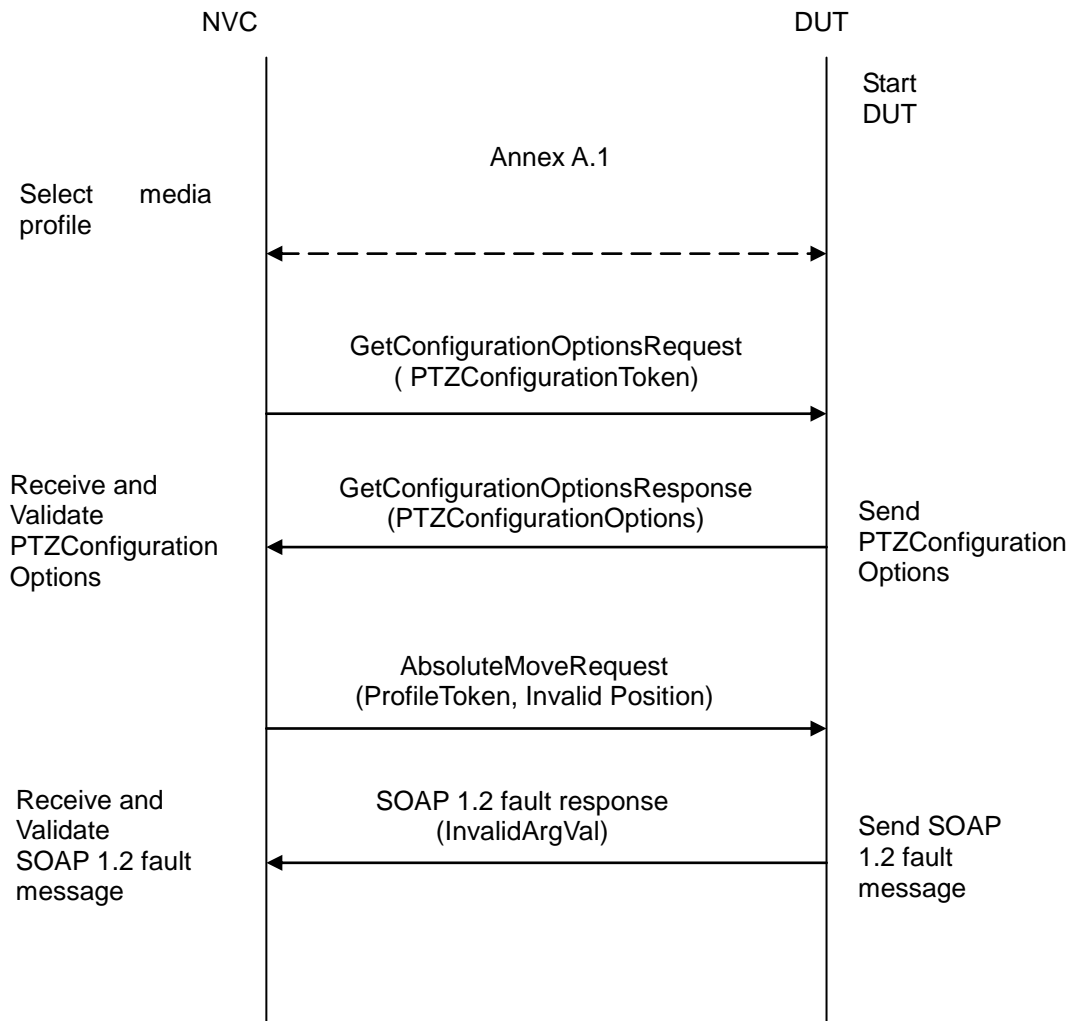 NVC
DUT
Start
DUT
Annex A.1
Select media
profile
GetConfigurationOptionsRequest
( PTZConfigurationToken)
Receive and
Validate
PTZConfiguration
Options
GetConfigurationOptionsResponse
(PTZConfigurationOptions)
Send
PTZConfiguration
Options
AbsoluteMoveRequest
(ProfileToken, Invalid Position)
Receive and
Validate
SOAP 1.2 fault
message
SOAP 1.2 fault response
(InvalidArgVal)
Send SOAP
1.2 fault
message